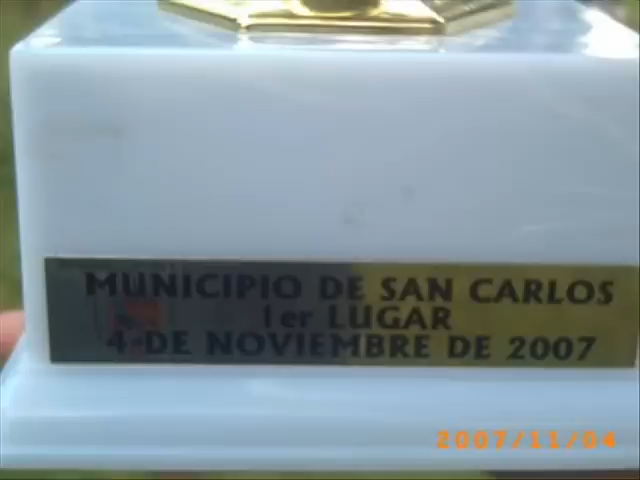 MUNICIPIO DE SAN CARLOS
1er LUGAR
4 DE NOVIEMBRE DE 2007
2007/11/04